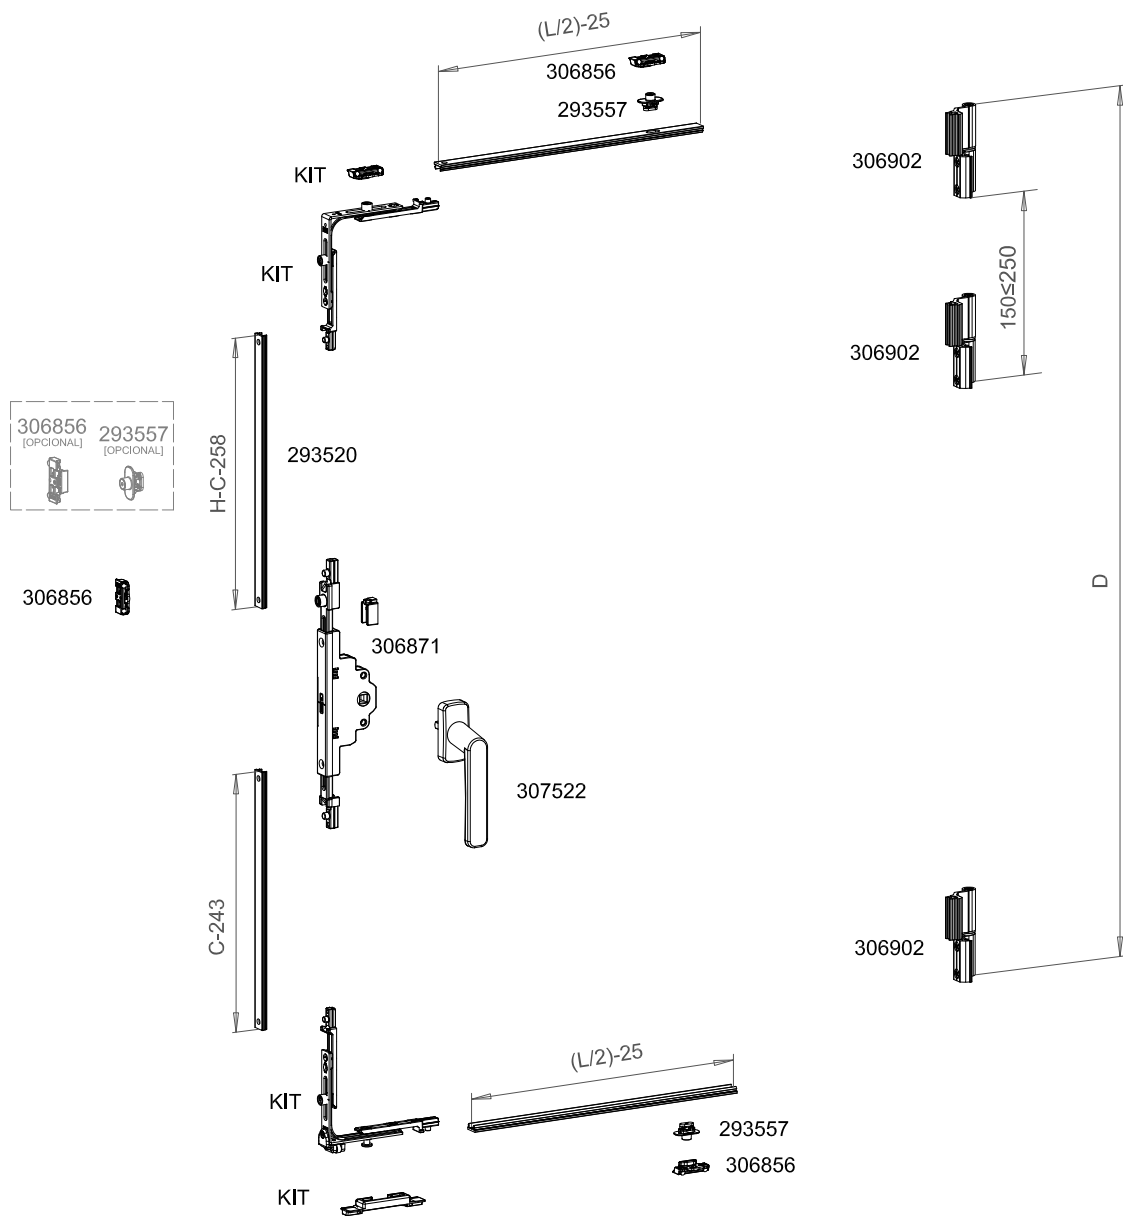 (L/2)-25
306856
293557
KIT
306902
KIT
150≤250
306902
306856
[OPCIONAL]
293557
[OPCIONAL]
H-C-258
293520
D
306856
306871
307522
C-243
306902
(L/2)-25
KIT
293557
306856
KIT